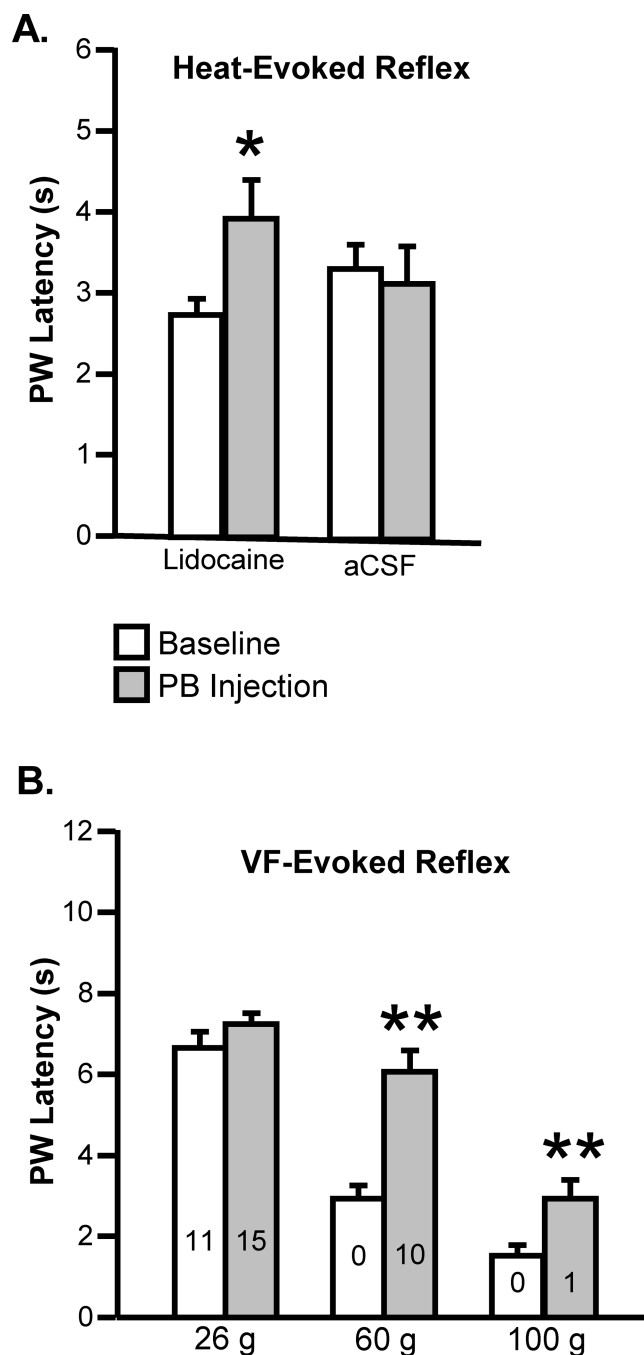 A.
Heat-Evoked Reflex
*
PW Latency (s)
6
5
4
3
2
1
0
Lidocaine aCSF
Baseline
PB Injection
B.
VF-Evoked Reflex
PW Latency (s)
12
10
8
6
4
2
0
**
**
11 15 0 10 0 1
26 g 60 g 100 g